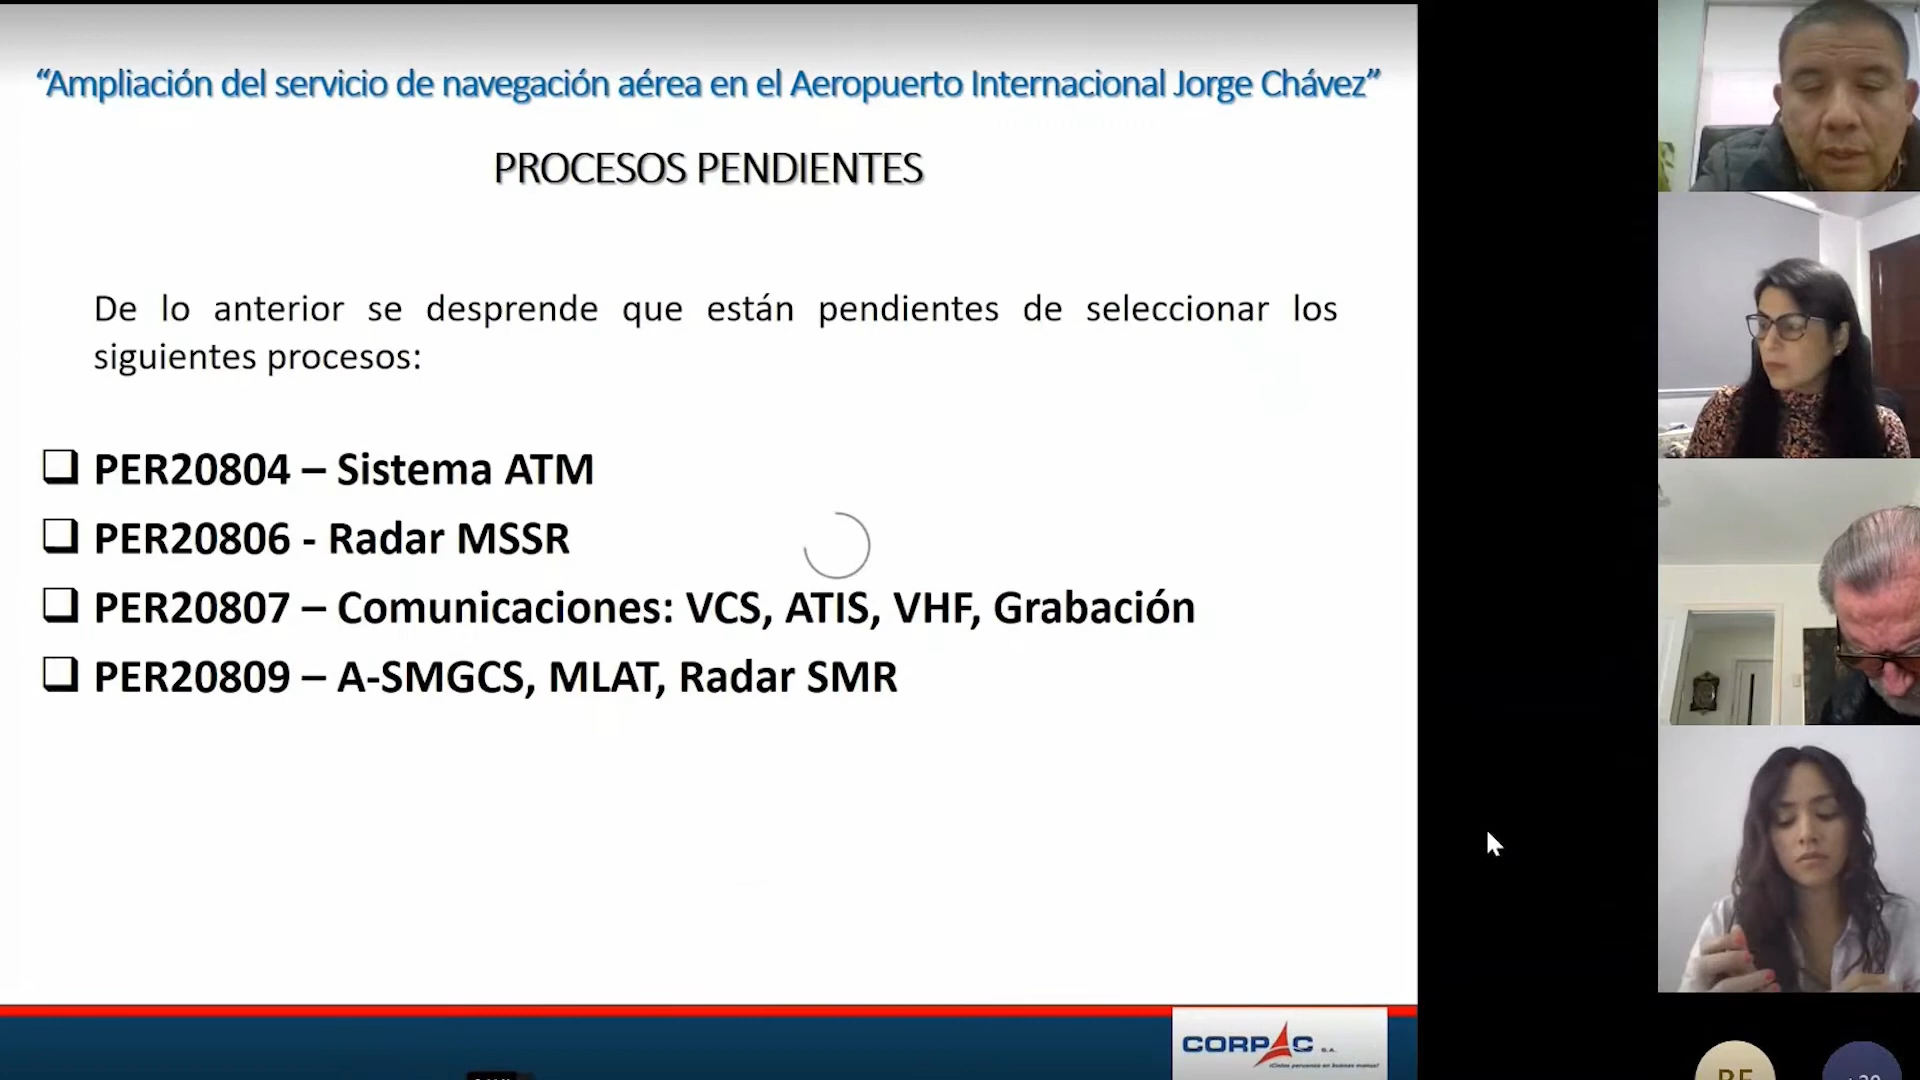 “Ampliación del servicio de navegación aérea en el Aeropuerto Internacional Jorge Chávez”
PROCESOS PENDIENTES
De lo anterior se desprende que están pendientes de seleccionar los
siguientes procesos:
PER20804 – Sistema ATM
PER20806 - Radar MSSR
PER20807 – Comunicaciones: VCS, ATIS, VHF, Grabación
PER20809 – A-SMGCS, MLAT, Radar SMR
CORPAC S.A.